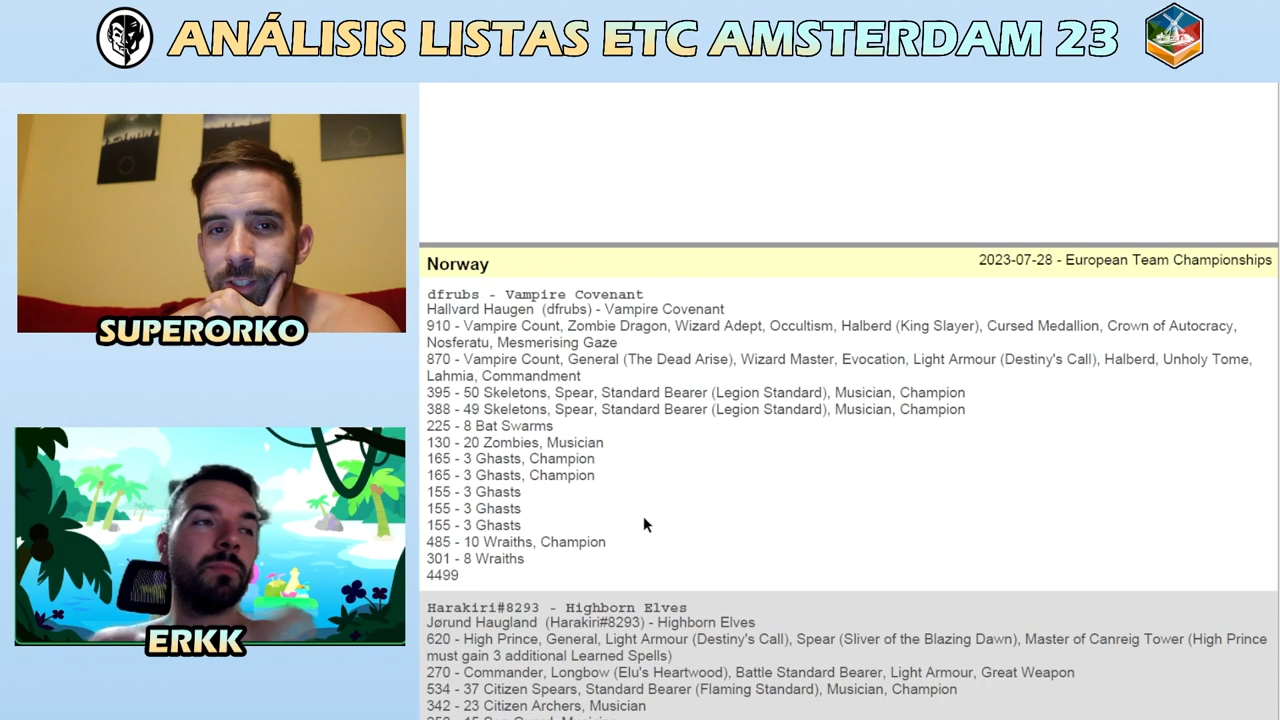 ANÁLISIS LISTAS ETC AMSTERDAM 23
SUPERORKO
ERKK
Norway
2023-07-28 - European Team Championships
dfrubs - Vampire Covenant
Hallvard Haugen (dfrubs) - Vampire Covenant
910 - Vampire Count, Zombie Dragon, Wizard Adept, Occultism, Halberd (King Slayer), Cursed Medallion, Crown of Autocracy,
Nosferatu, Mesmerising Gaze
870 - Vampire Count, General (The Dead Arise), Wizard Master, Evocation, Light Armour (Destiny's Call), Halberd, Unholy Tome,
Lahmia, Commandment
395 - 50 Skeletons, Spear, Standard Bearer (Legion Standard), Musician, Champion
388 - 49 Skeletons, Spear, Standard Bearer (Legion Standard), Musician, Champion
225 - 8 Bat Swarms
130 - 20 Zombies, Musician
165 - 3 Ghasts, Champion
165 - 3 Ghasts, Champion
155 - 3 Ghasts
155 - 3 Ghasts
155 - 3 Ghasts
485 - 10 Wraiths, Champion
301 - 8 Wraiths
4499
Harakiri#8293 - Highborn Elves
Jørund Haugland (Harakiri#8293) - Highborn Elves
620 - High Prince, General, Light Armour (Destiny's Call), Spear (Sliver of the Blazing Dawn), Master of Canreig Tower (High Prince
must gain 3 additional Learned Spells)
270 - Commander, Longbow (Elu's Heartwood), Battle Standard Bearer, Light Armour, Great Weapon
534 - 37 Citizen Spears, Standard Bearer (Flaming Standard), Musician, Champion
342 - 23 Citizen Archers, Musician